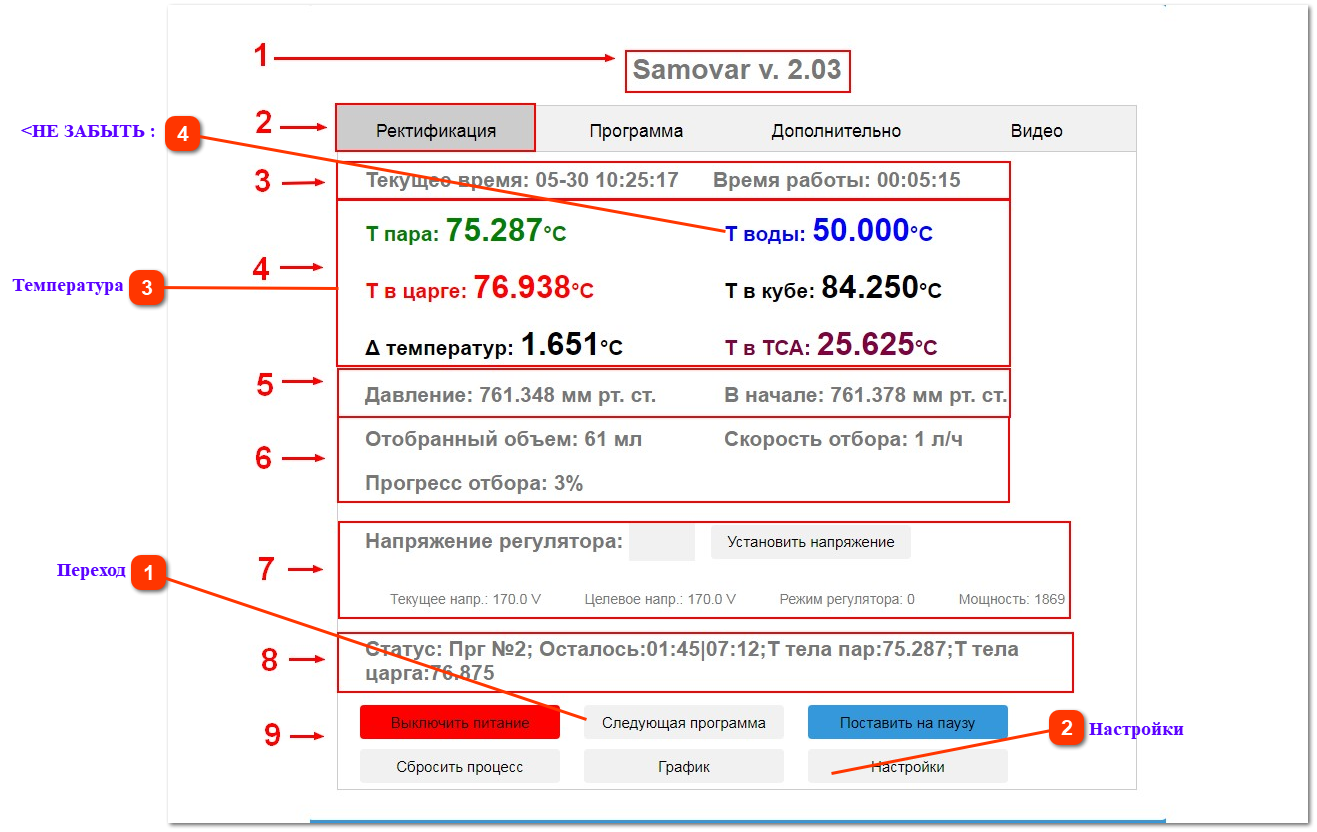 1
Samovar v. 2.03
2
Ректификация Программа Дополнительно Видео
<НЕ ЗАБЫТЬ : 4
3
Текущее время: 05-30 10:25:17 Время работы: 00:05:15
4
Т пара: 75.287°C Т воды: 50.000°C
Температура 3
Т в царге: 76.938°C Т в кубе: 84.250°C
Δ температур: 1.651°C Т в ТСА: 25.625°C
5
Давление: 761.348 мм рт. ст. В начале: 761.378 мм рт. ст.
6
Отобранный объем: 61 мл Скорость отбора: 1 л/ч
Прогресс отбора: 3%
7
Напряжение регулятора: Установить напряжение
Переход 1
Текущее напр.: 170.0 V Целевое напр.: 170.0 V Режим регулятора: 0 Мощность: 1869
8
Статус: Прг №2; Осталось:01:45|07:12;Т тела пар:75.287;Т тела
царга:76.875
9
Выключить питание Следующая программа Поставить на паузу
2 Настройки
Сбросить процесс График Настройки